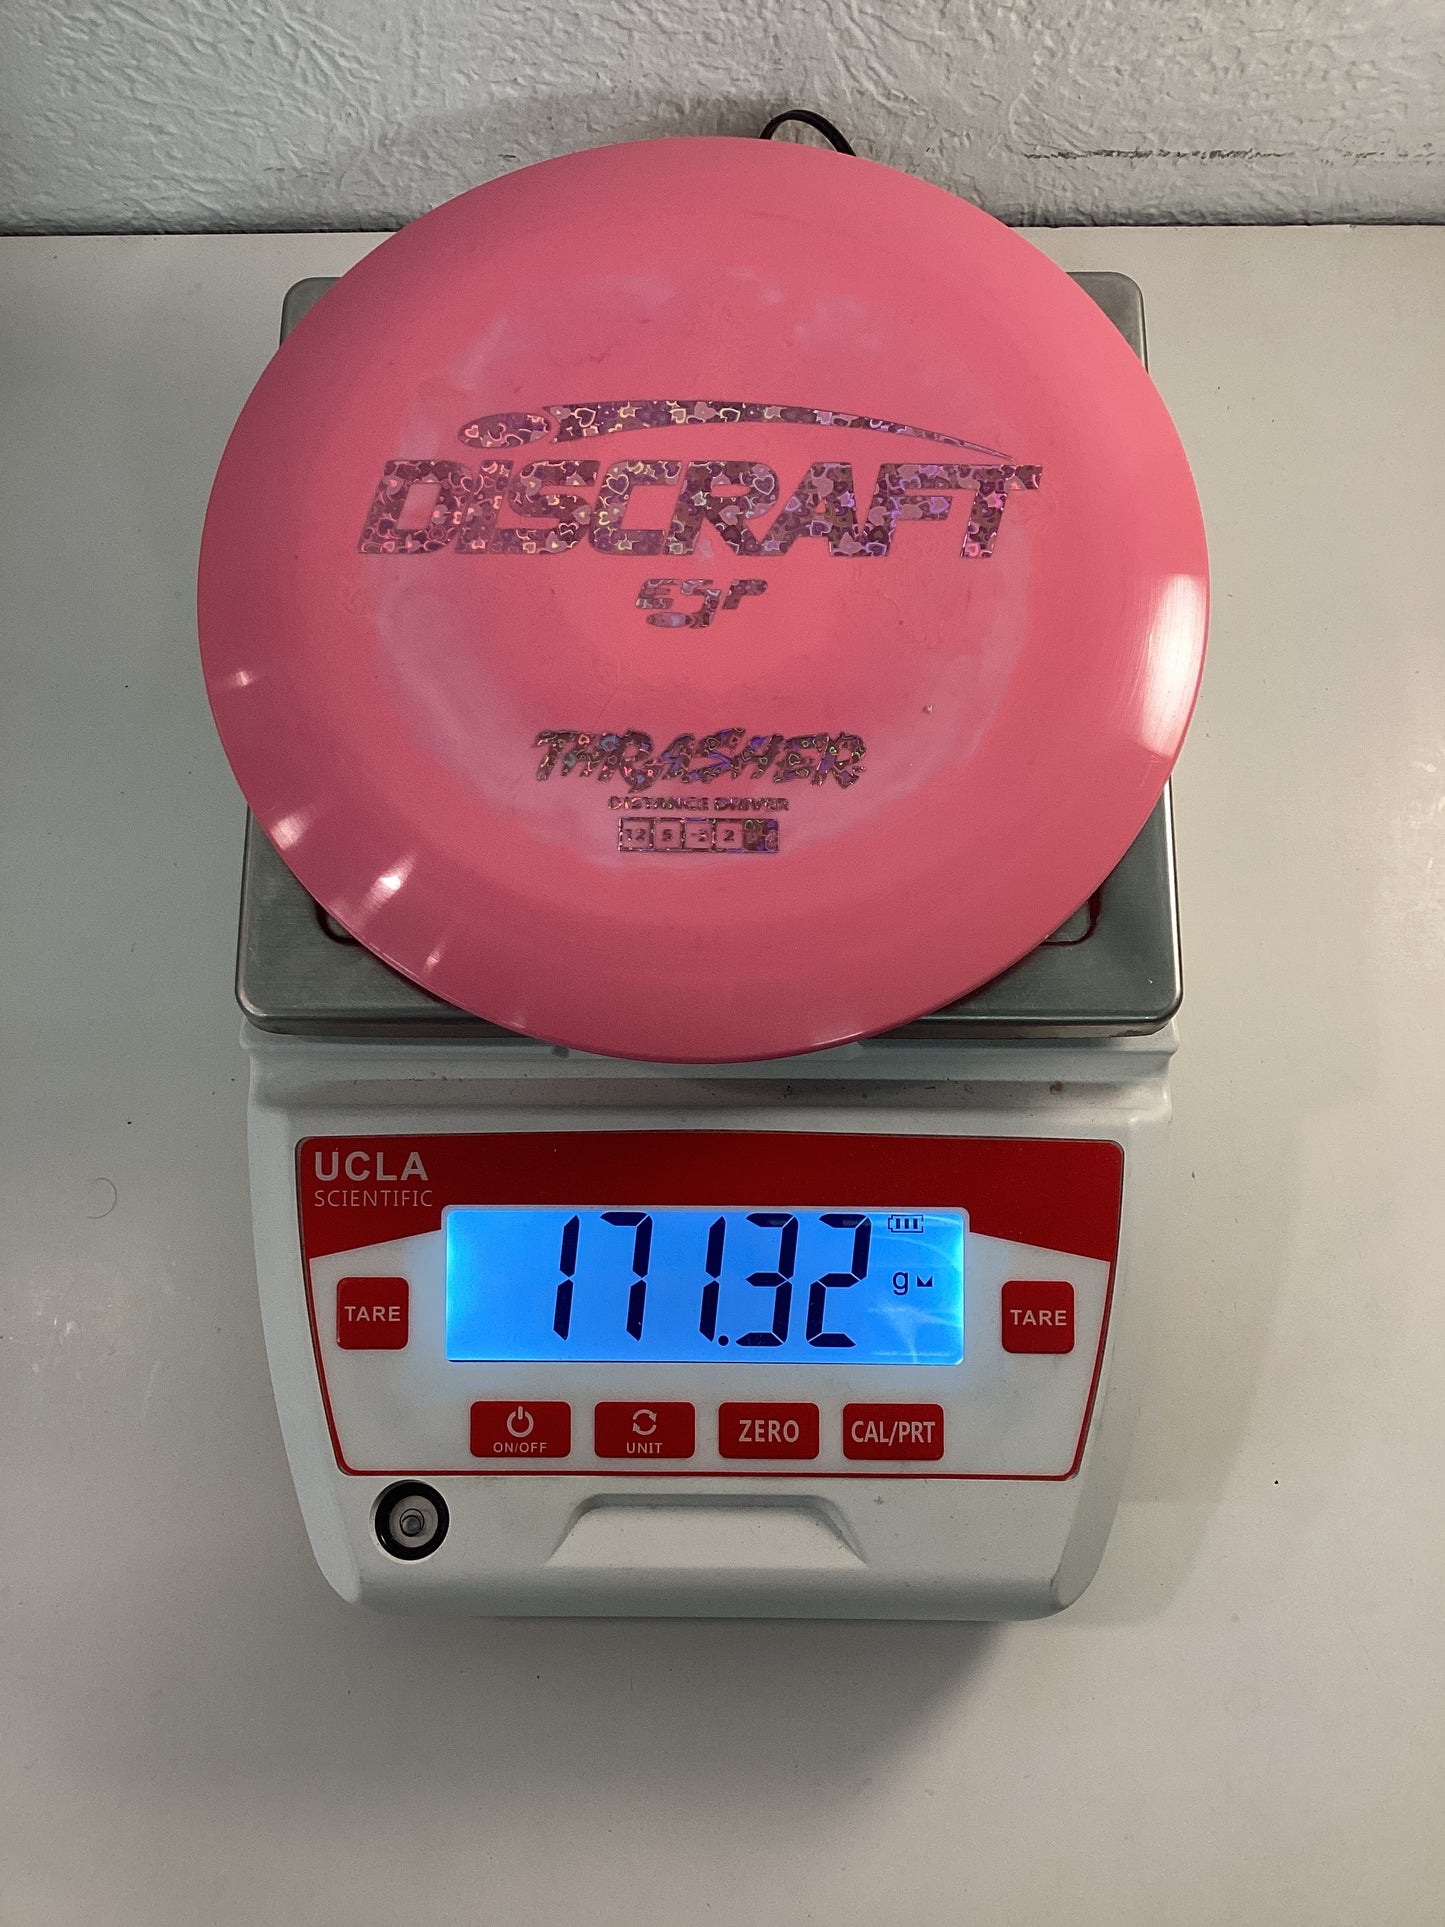 DISCRAFT
ESP
THRASHER
DISTANCE DRIVER
12 5 -3 2
UCLA
SCIENTIFIC
171.32 g
TARE
TARE
ON/OFF
UNIT
ZERO
CAL/PRT